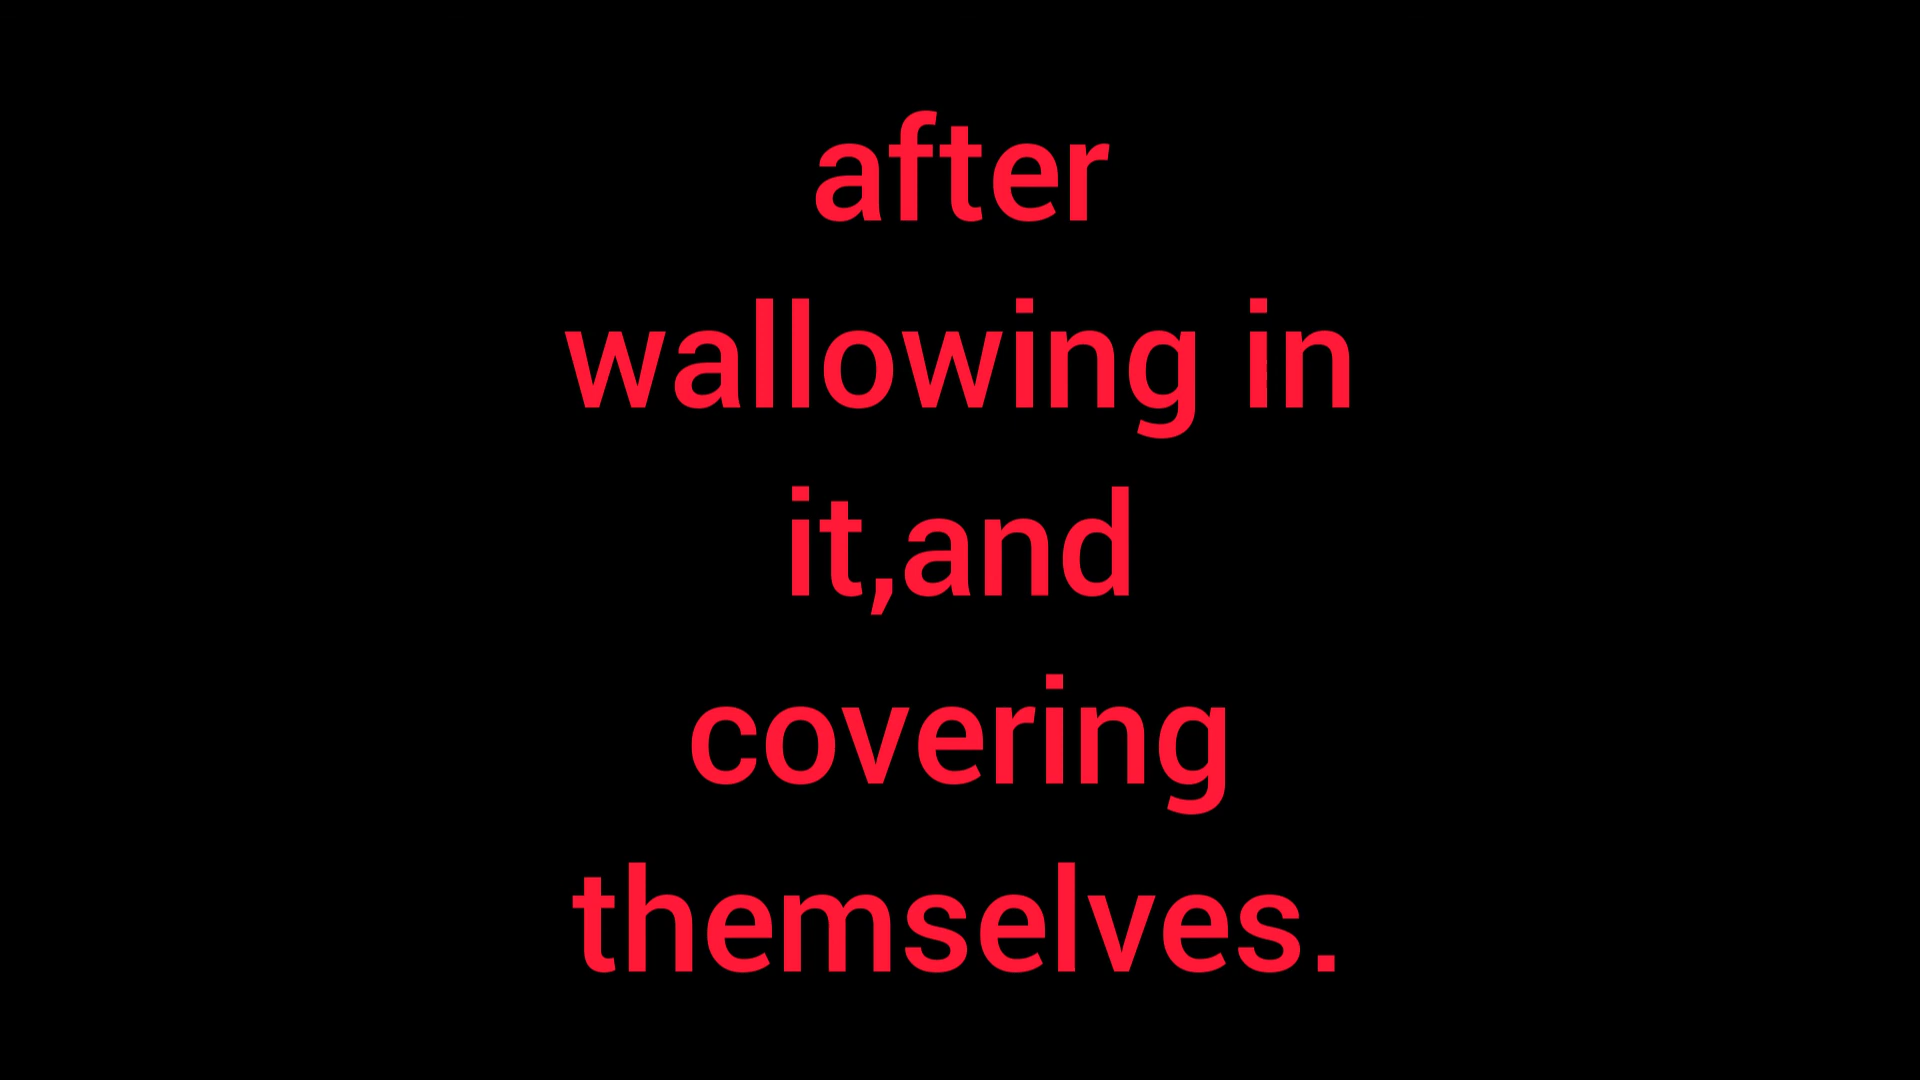 after
wallowing in
it,and
covering
themselves.